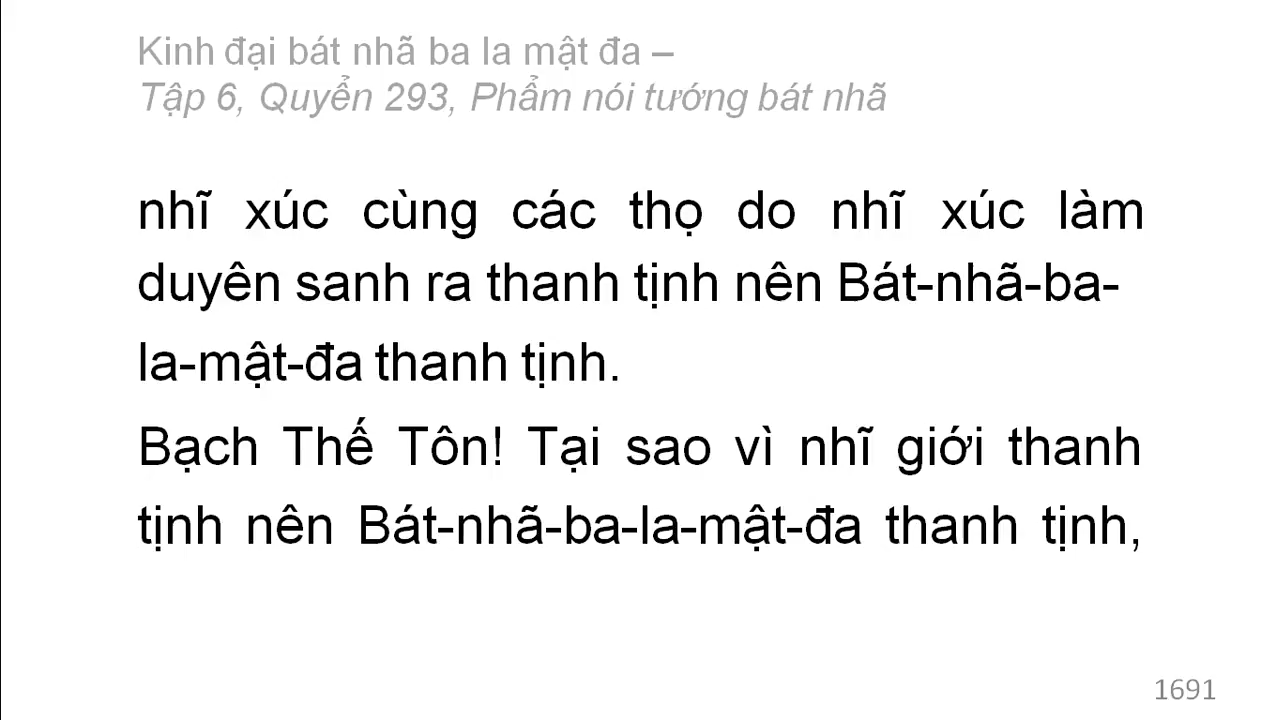 Kinh đại bát nhã ba la mật đa –
Tập 6, Quyển 293, Phẩm nói tướng bát nhã
nhĩ xúc cùng các thọ do nhĩ xúc làm
duyên sanh ra thanh tịnh nên Bát-nhã-ba-
la-mật-đa thanh tịnh.
Bạch Thế Tôn! Tại sao vì nhĩ giới thanh
tịnh nên Bát-nhã-ba-la-mật-đa thanh tịnh,
1691